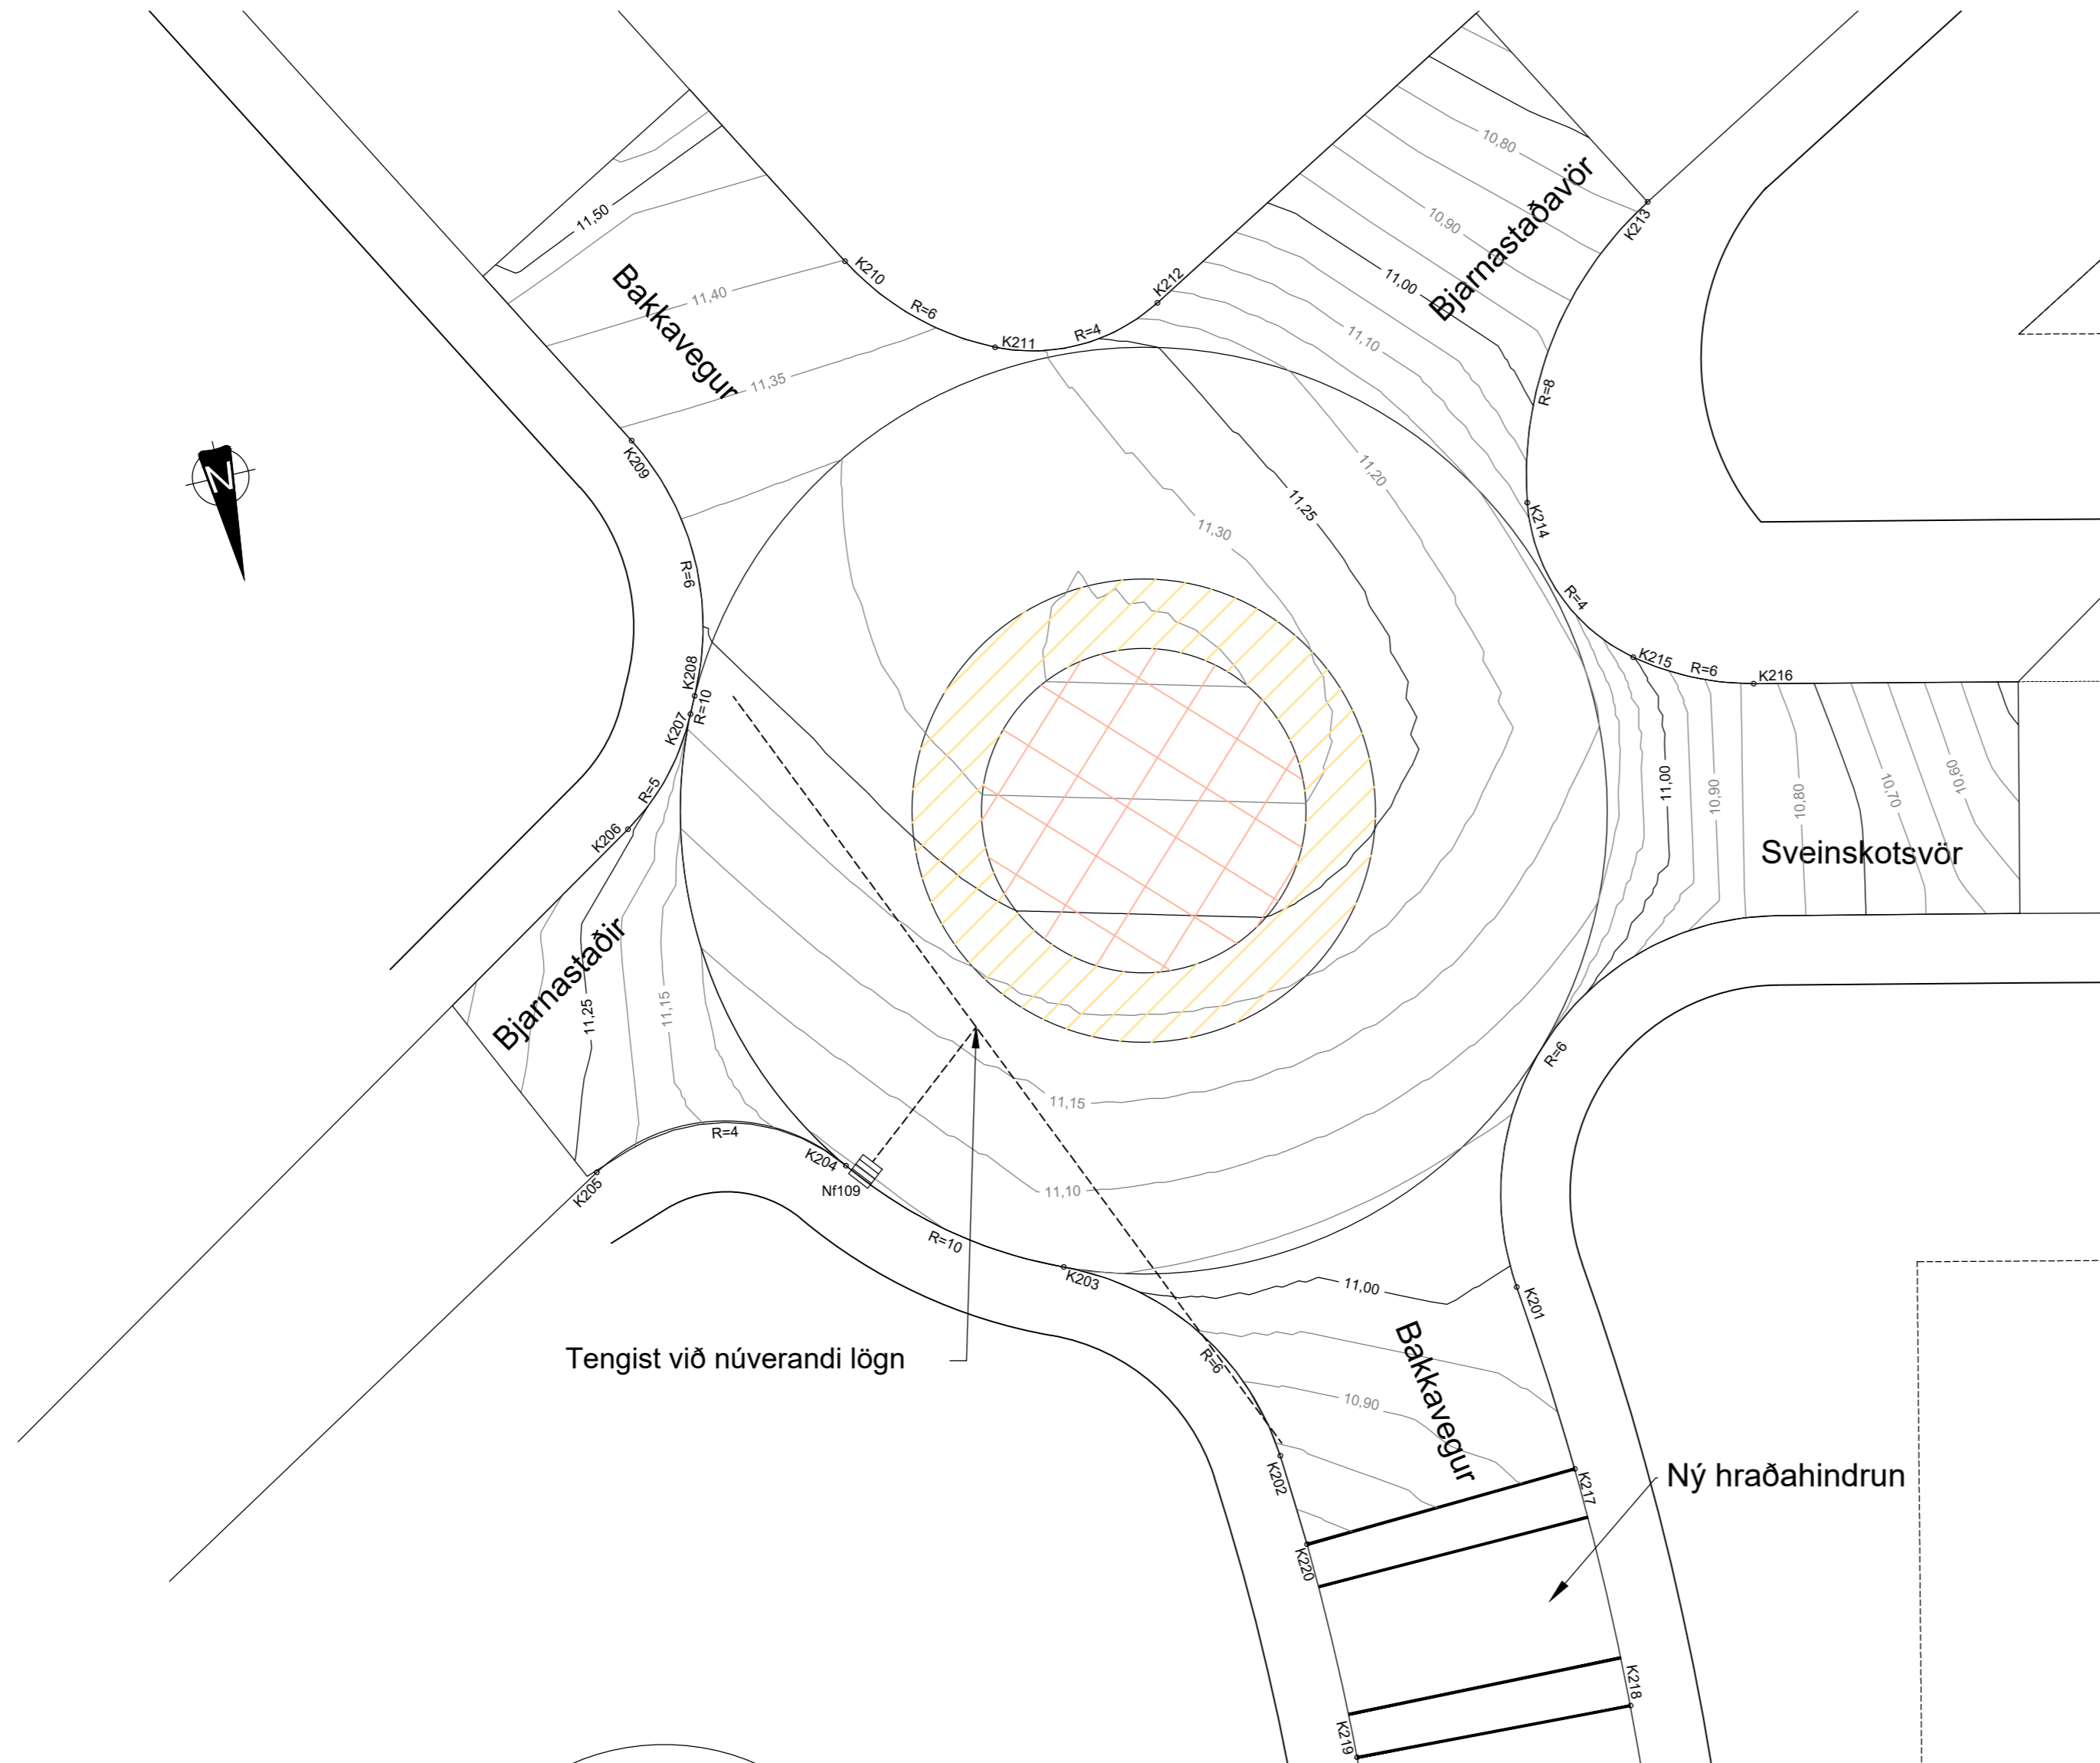 10,80
Bjarnastaðavör
K213
11,50
10,90
Bakkavegur
K210
K212
11,00
11,40
R=6
R=4
K211
11,10
11,35
R=8
K209
N
11,20
11,25
K214
11,30
R=6
R=4
K208
K215
R=6
K216
R=10
K207
R=5
K206
11,00
10,90
10,80
10,70
10,60
Sveinskotsvör
Bjarnastaðir
11,25
11,15
R=6
11,15
R=4
K204
K205
Nf109
11,10
R=10
K203
11,00
K201
Tengist við núverandi lögn
R=6
Bakkavegur
10,90
K202
K217
Ný hraðahindrun
K220
K218
K219